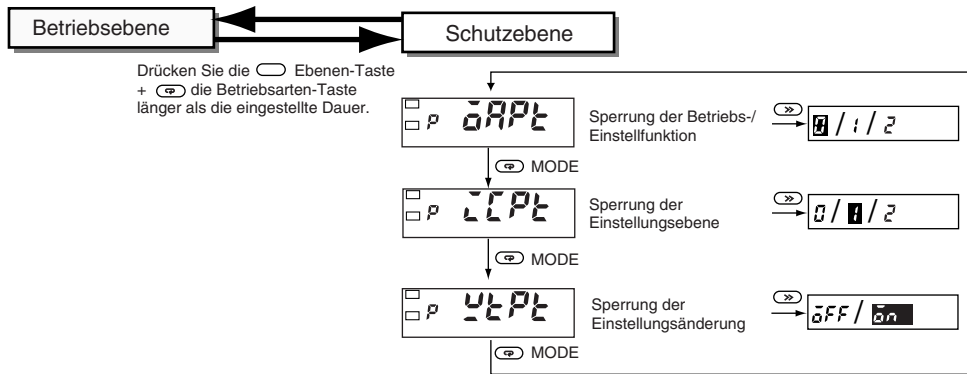 Betriebsebene
Schutzebene
Drücken Sie die Ebenen-Taste
+ die Betriebsarten-Taste
länger als die eingestellte Dauer.
P oAPt
Sperrung der Betriebs-/
Einstellfunktion
0/1/2
MODE
P iCPt
Sperrung der
Einstellungsebene
0/1/2
MODE
P WtPt
Sperrung der
Einstellungsänderung
oFF/on
MODE